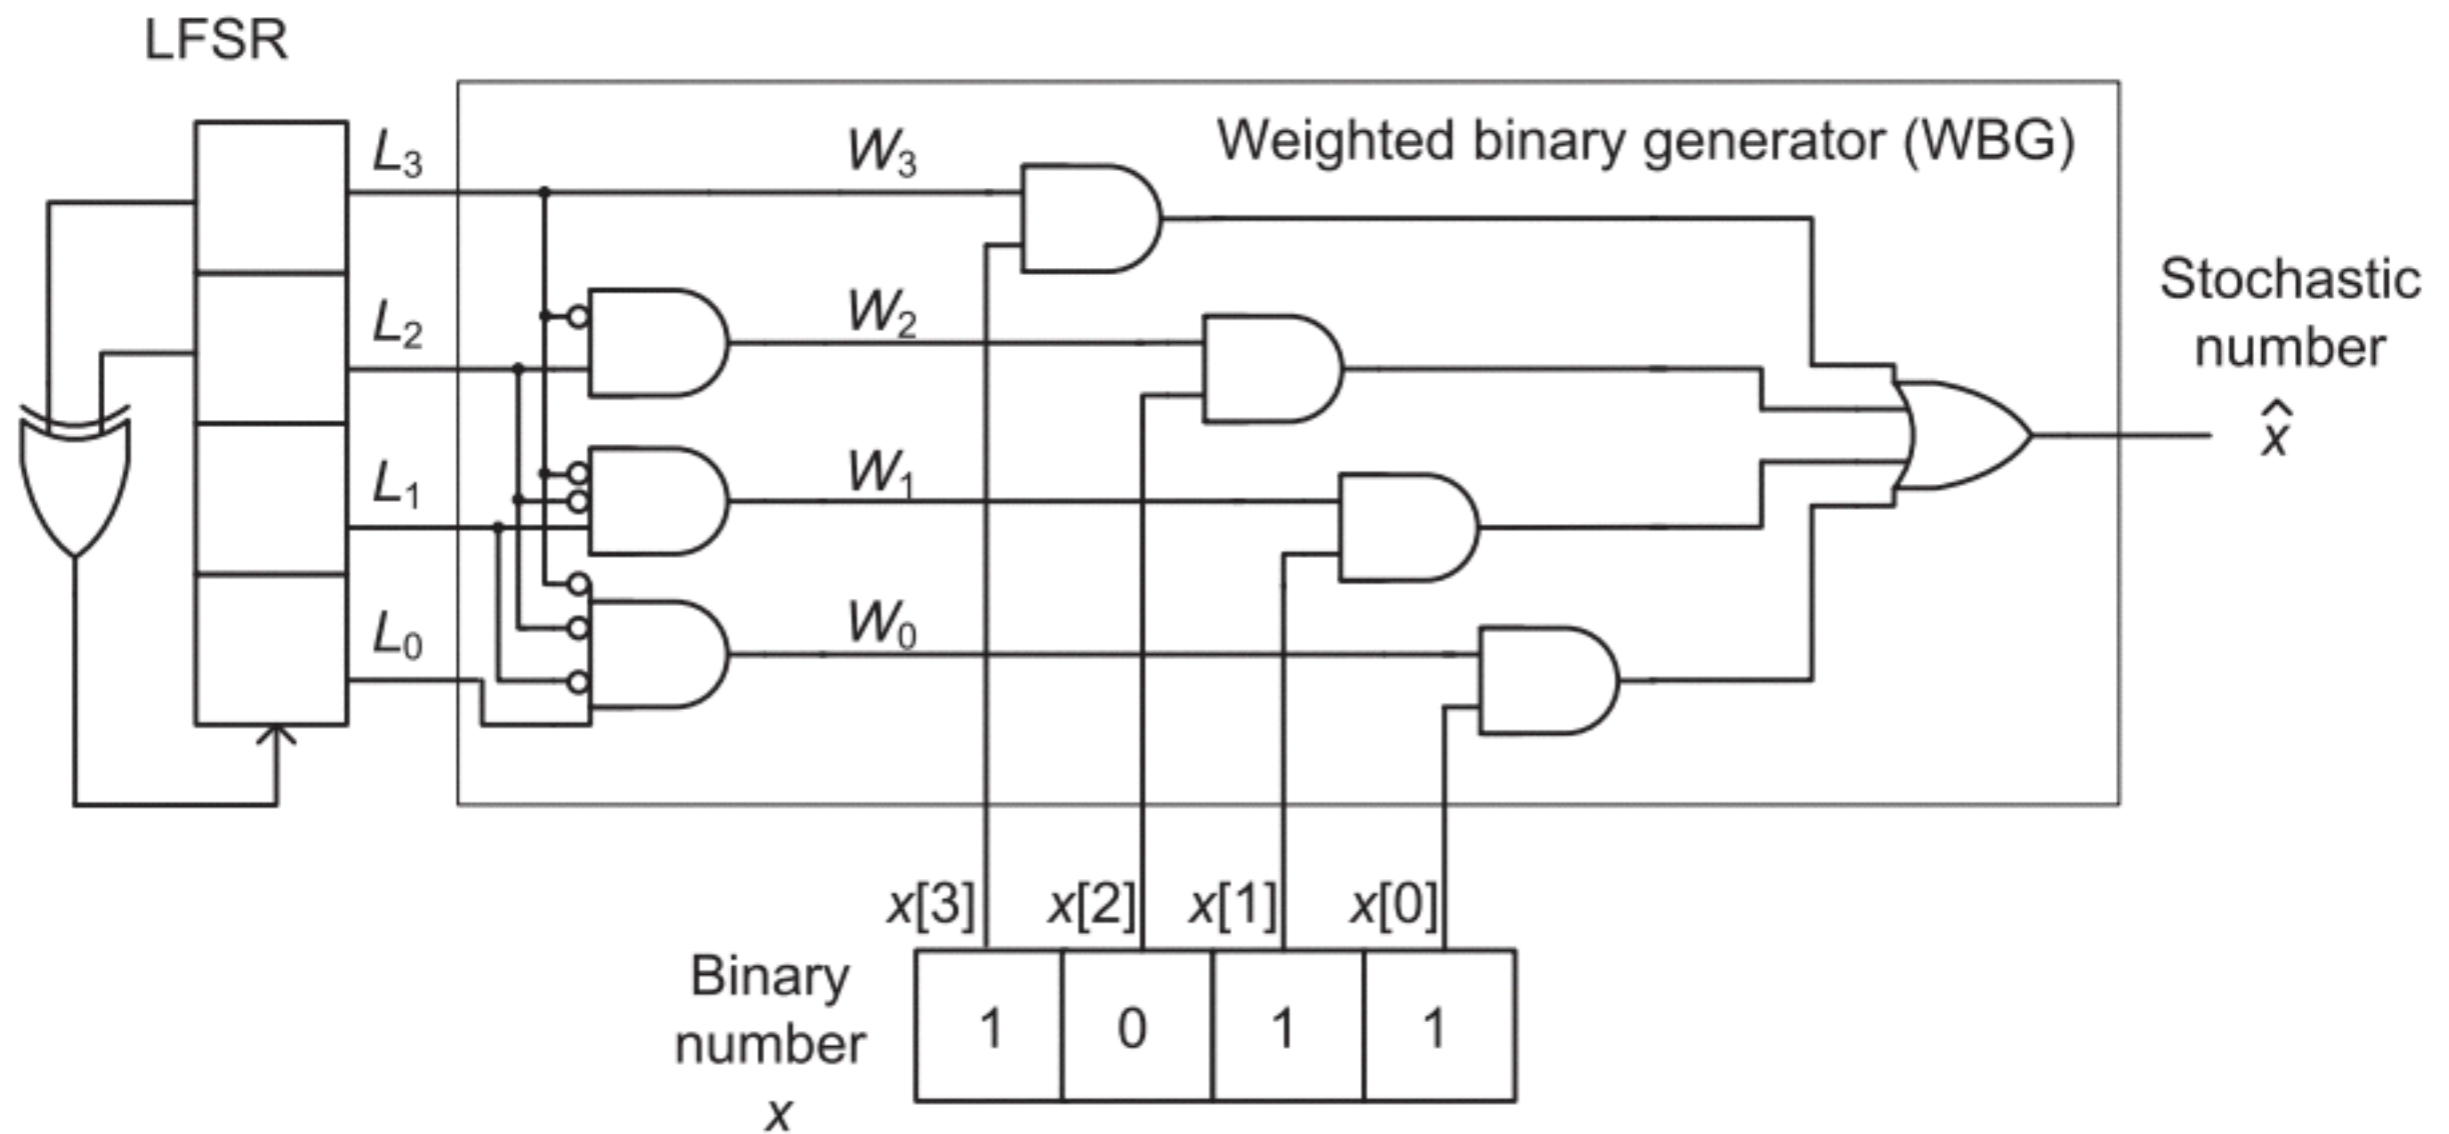 LFSR
Weighted binary generator (WBG)
L3
W3
L2
W2
L1
W1
L0
W0
Stochastic
number
x̂
x[3]
x[2]
x[1]
x[0]
Binary
number
x
1
0
1
1